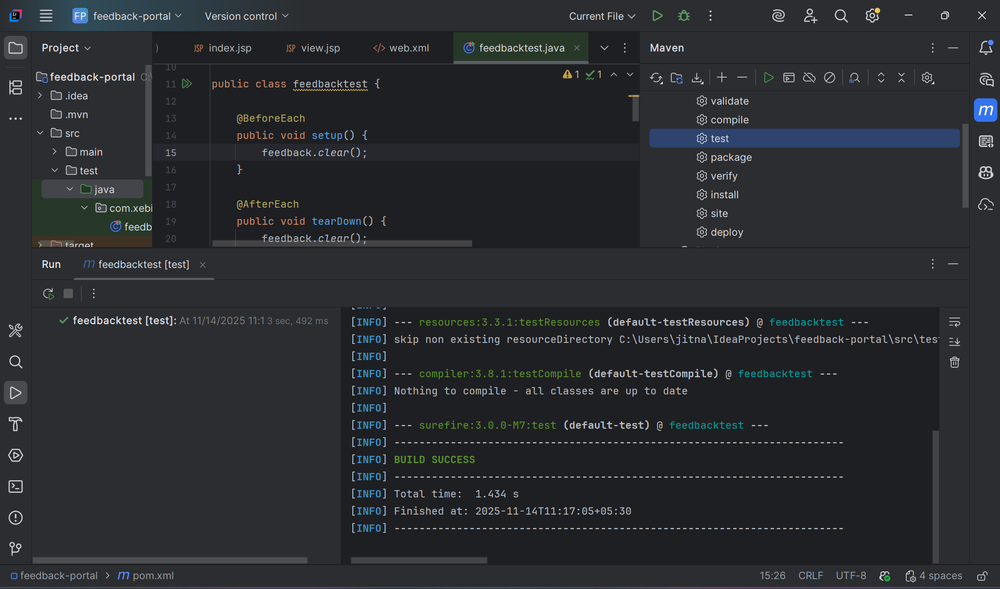 FP feedback-portal Version control Current File
Project
JSP index.jsp JSP view.jsp </> web.xml feedbacktest.java
Maven
feedback-portal C:\
.idea
.mvn
src
main
test
java
com.xebi
feedb
target
10
11 public class feedbacktest {
12
13 @BeforeEach
14 public void setup() {
15 feedback.clear();
16 }
17
18 @AfterEach
19 public void tearDown() {
20 feedback.clear();
1 1
validate
compile
test
package
verify
install
site
deploy
Run m feedbacktest [test]
feedbacktest [test]: At 11/14/2025 11:1 3 sec, 492 ms
[INFO]
[INFO] --- resources:3.3.1:testResources (default-testResources) @ feedbacktest ---
[INFO] skip non existing resourceDirectory C:\Users\jitna\IdeaProjects\feedback-portal\src\tes
[INFO]
[INFO] --- compiler:3.8.1:testCompile (default-testCompile) @ feedbacktest ---
[INFO] Nothing to compile - all classes are up to date
[INFO]
[INFO] --- surefire:3.0.0-M7:test (default-test) @ feedbacktest ---
[INFO] ------------------------------------------------------------------------
[INFO] BUILD SUCCESS
[INFO] ------------------------------------------------------------------------
[INFO] Total time:  1.434 s
[INFO] Finished at: 2025-11-14T11:17:05+05:30
[INFO] ------------------------------------------------------------------------
feedback-portal > m pom.xml
15:26 CRLF UTF-8 4 spaces